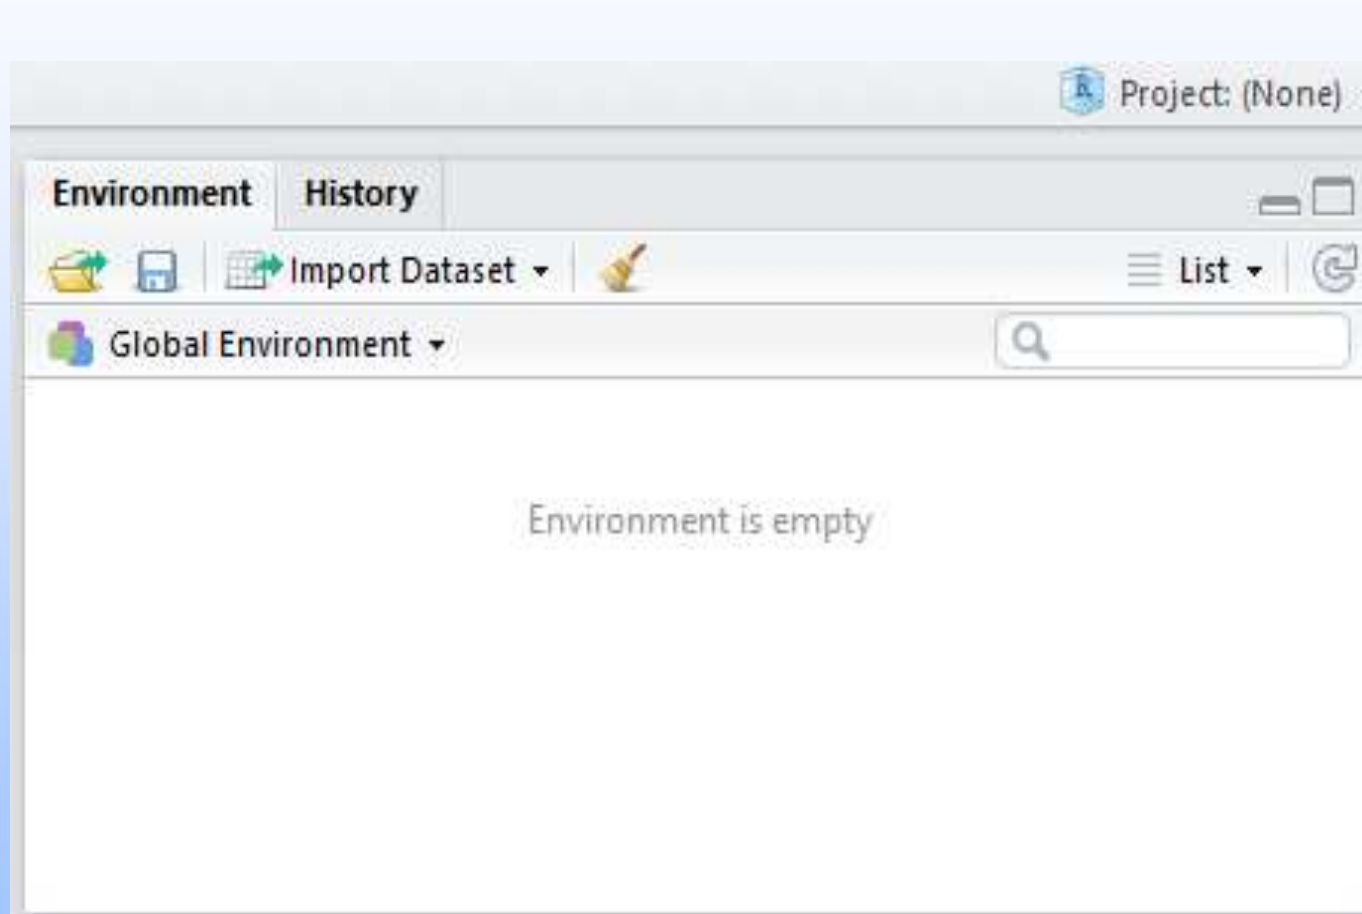 Project: (None)
Environment History
Import Dataset List
Global Environment
Environment is empty